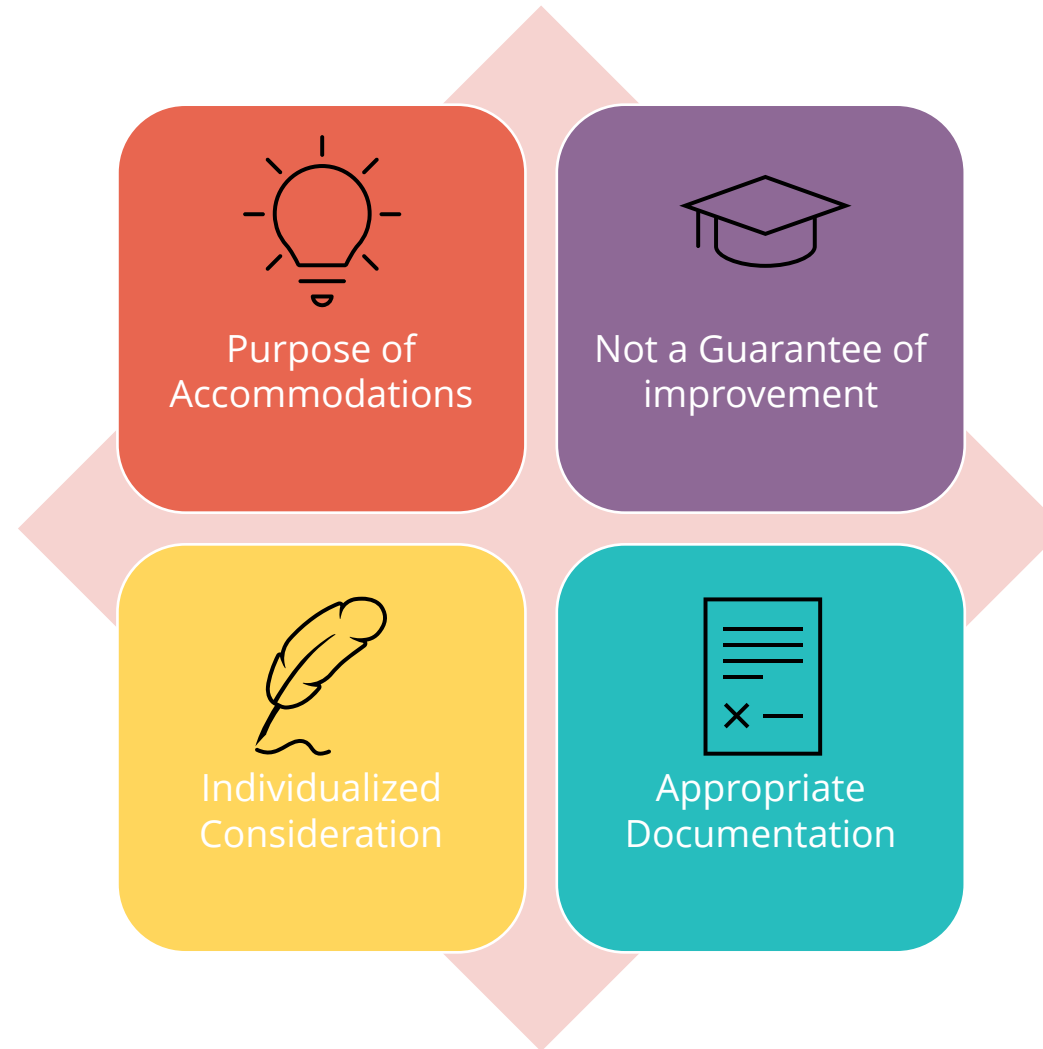 Purpose of
Accommodations
Not a Guarantee of
improvement
Individualized
Consideration
Appropriate
Documentation